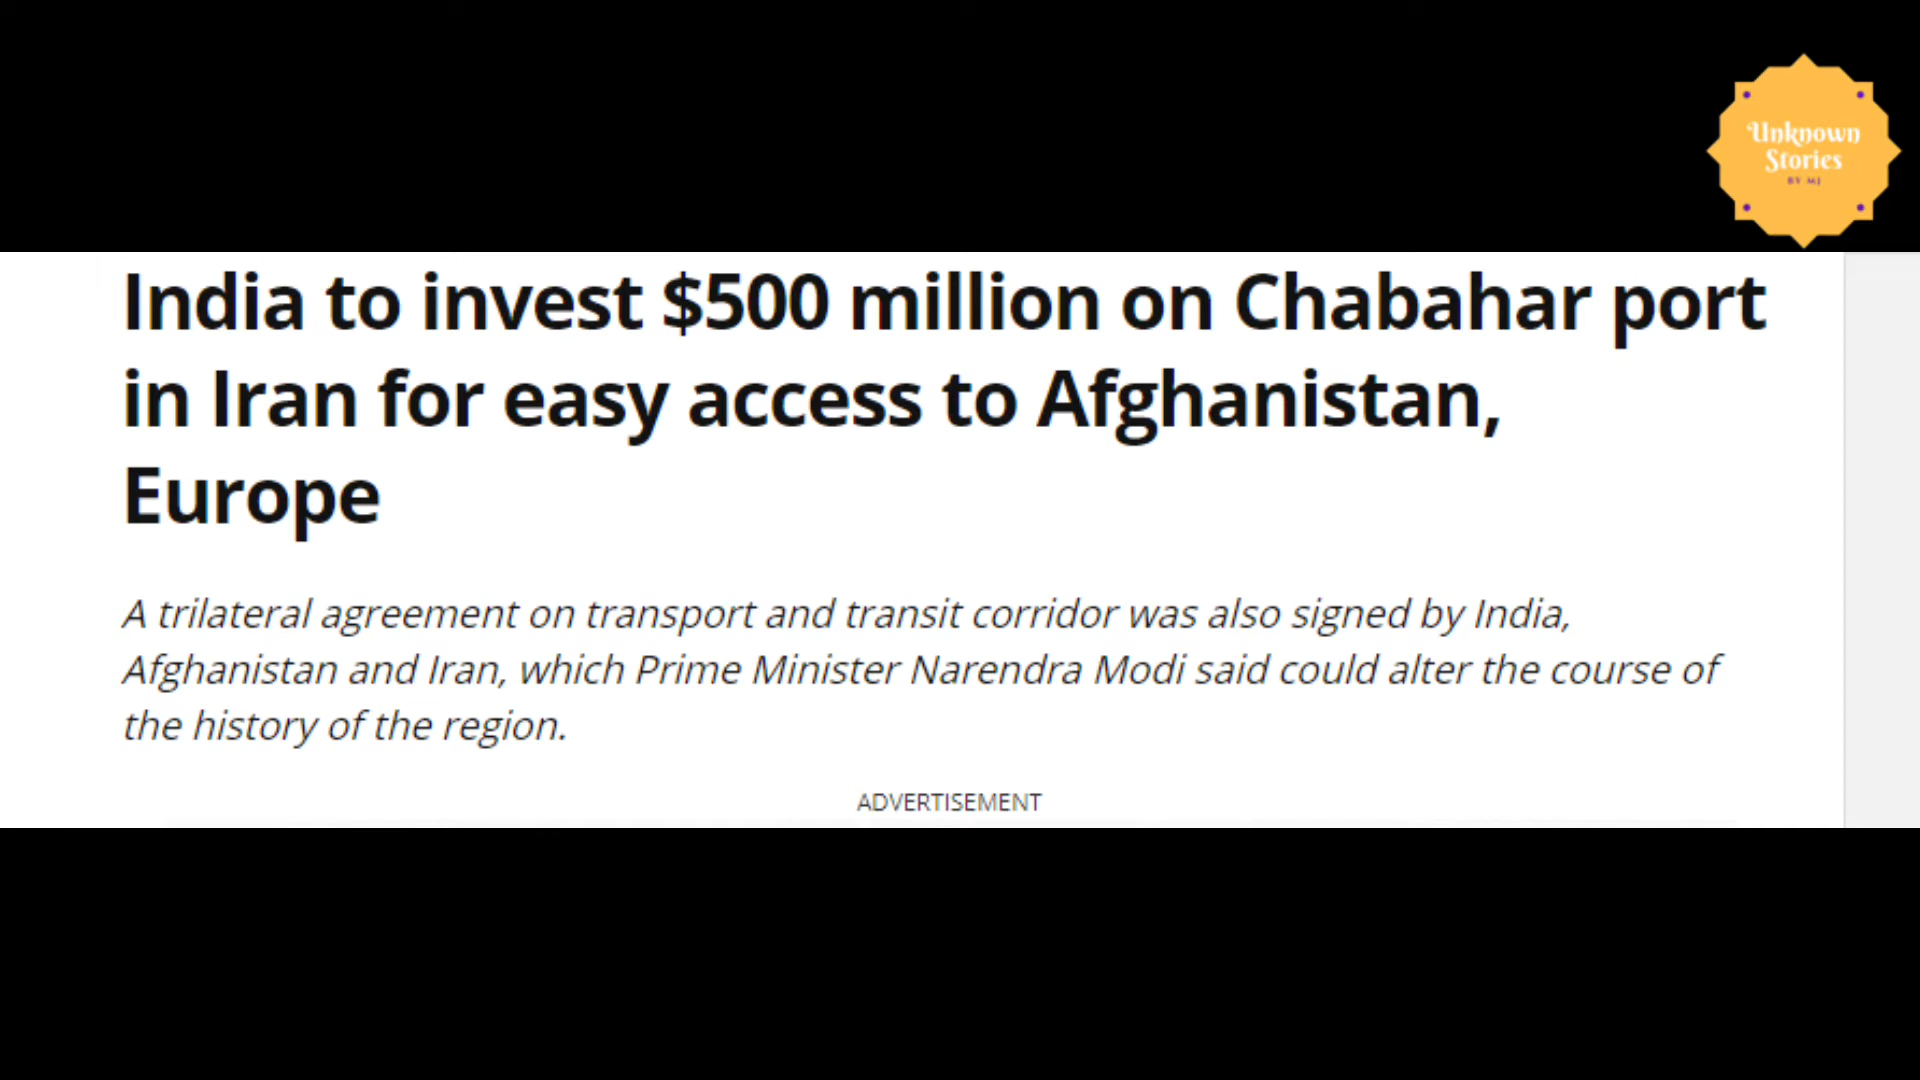 Unknown
Stories
BY MJ
India to invest $500 million on Chabahar port
in Iran for easy access to Afghanistan,
Europe
A trilateral agreement on transport and transit corridor was also signed by India,
Afghanistan and Iran, which Prime Minister Narendra Modi said could alter the course of
the history of the region.
ADVERTISEMENT